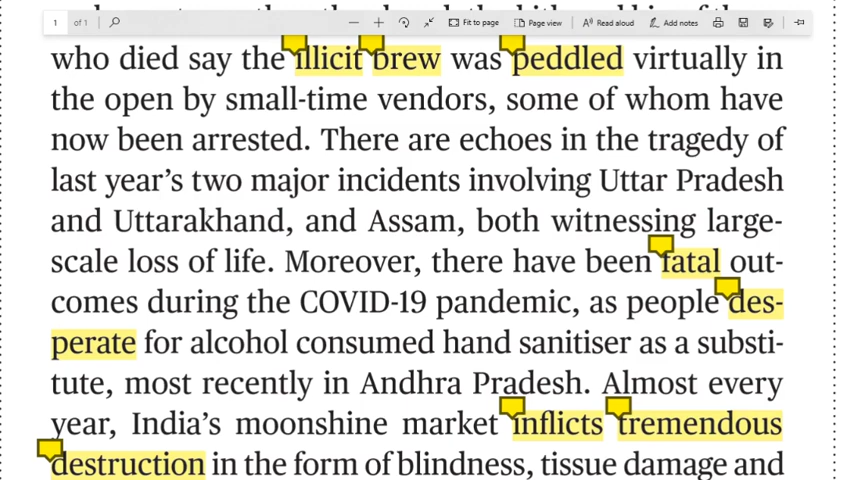 1 of 1 Fit to page Page view Read aloud Add notes
who died say the illicit brew was peddled virtually in
the open by small-time vendors, some of whom have
now been arrested. There are echoes in the tragedy of
last year’s two major incidents involving Uttar Pradesh
and Uttarakhand, and Assam, both witnessing large-
scale loss of life. Moreover, there have been fatal out-
comes during the COVID-19 pandemic, as people des-
perate for alcohol consumed hand sanitiser as a substi-
tute, most recently in Andhra Pradesh. Almost every
year, India’s moonshine market inflicts tremendous
destruction in the form of blindness, tissue damage and